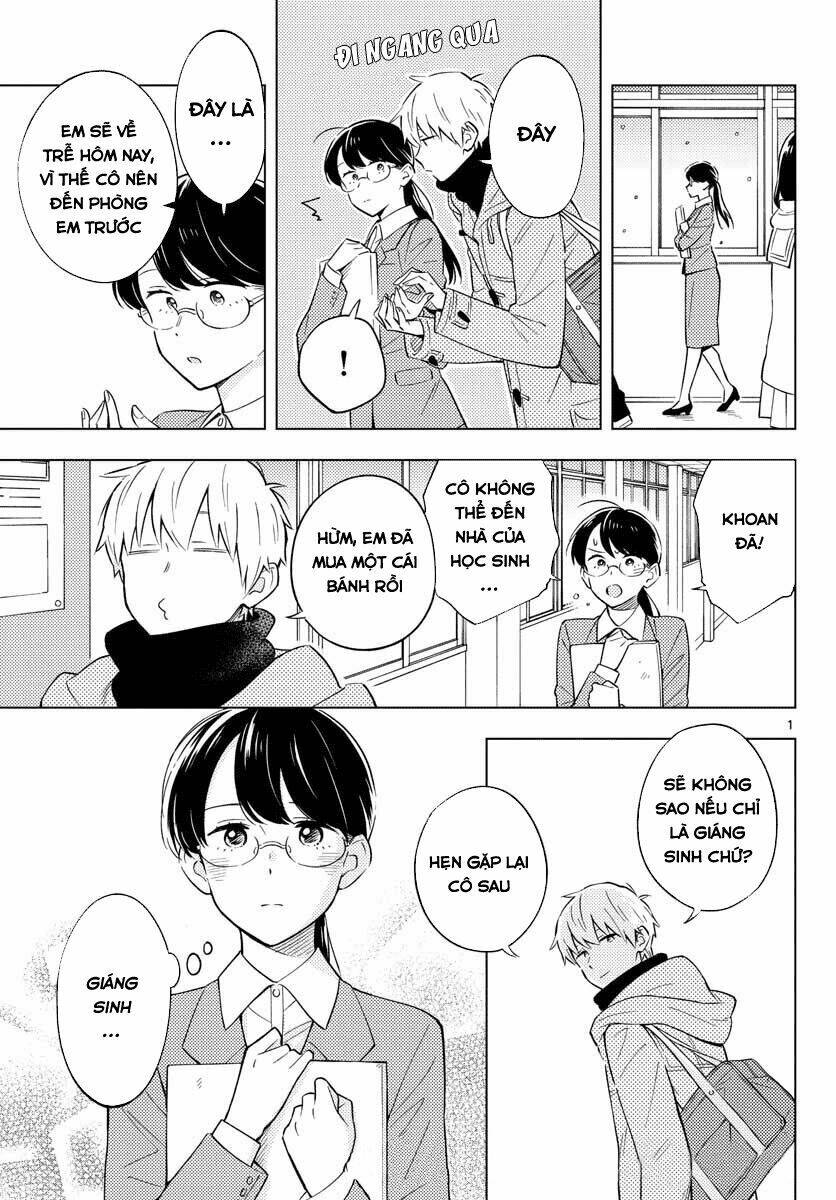 ĐI NGANG QUA
ĐÂY
!
ĐÂY LÀ
...
EM SẼ VỀ
TRỄ HÔM NAY,
VÌ THẾ CÔ NÊN
ĐẾN PHÒNG
EM TRƯỚC
KHOAN
ĐÃ!
CÔ KHÔNG
THỂ ĐẾN
NHÀ CỦA
HỌC SINH
...
HỪM, EM ĐÃ
MUA MỘT CÁI
BÁNH RỒI
1
SẼ KHÔNG
SAO NẾU CHỈ
LÀ GIÁNG
SINH CHỨ?
HẸN GẶP LẠI
CÔ SAU
GIÁNG
SINH
...